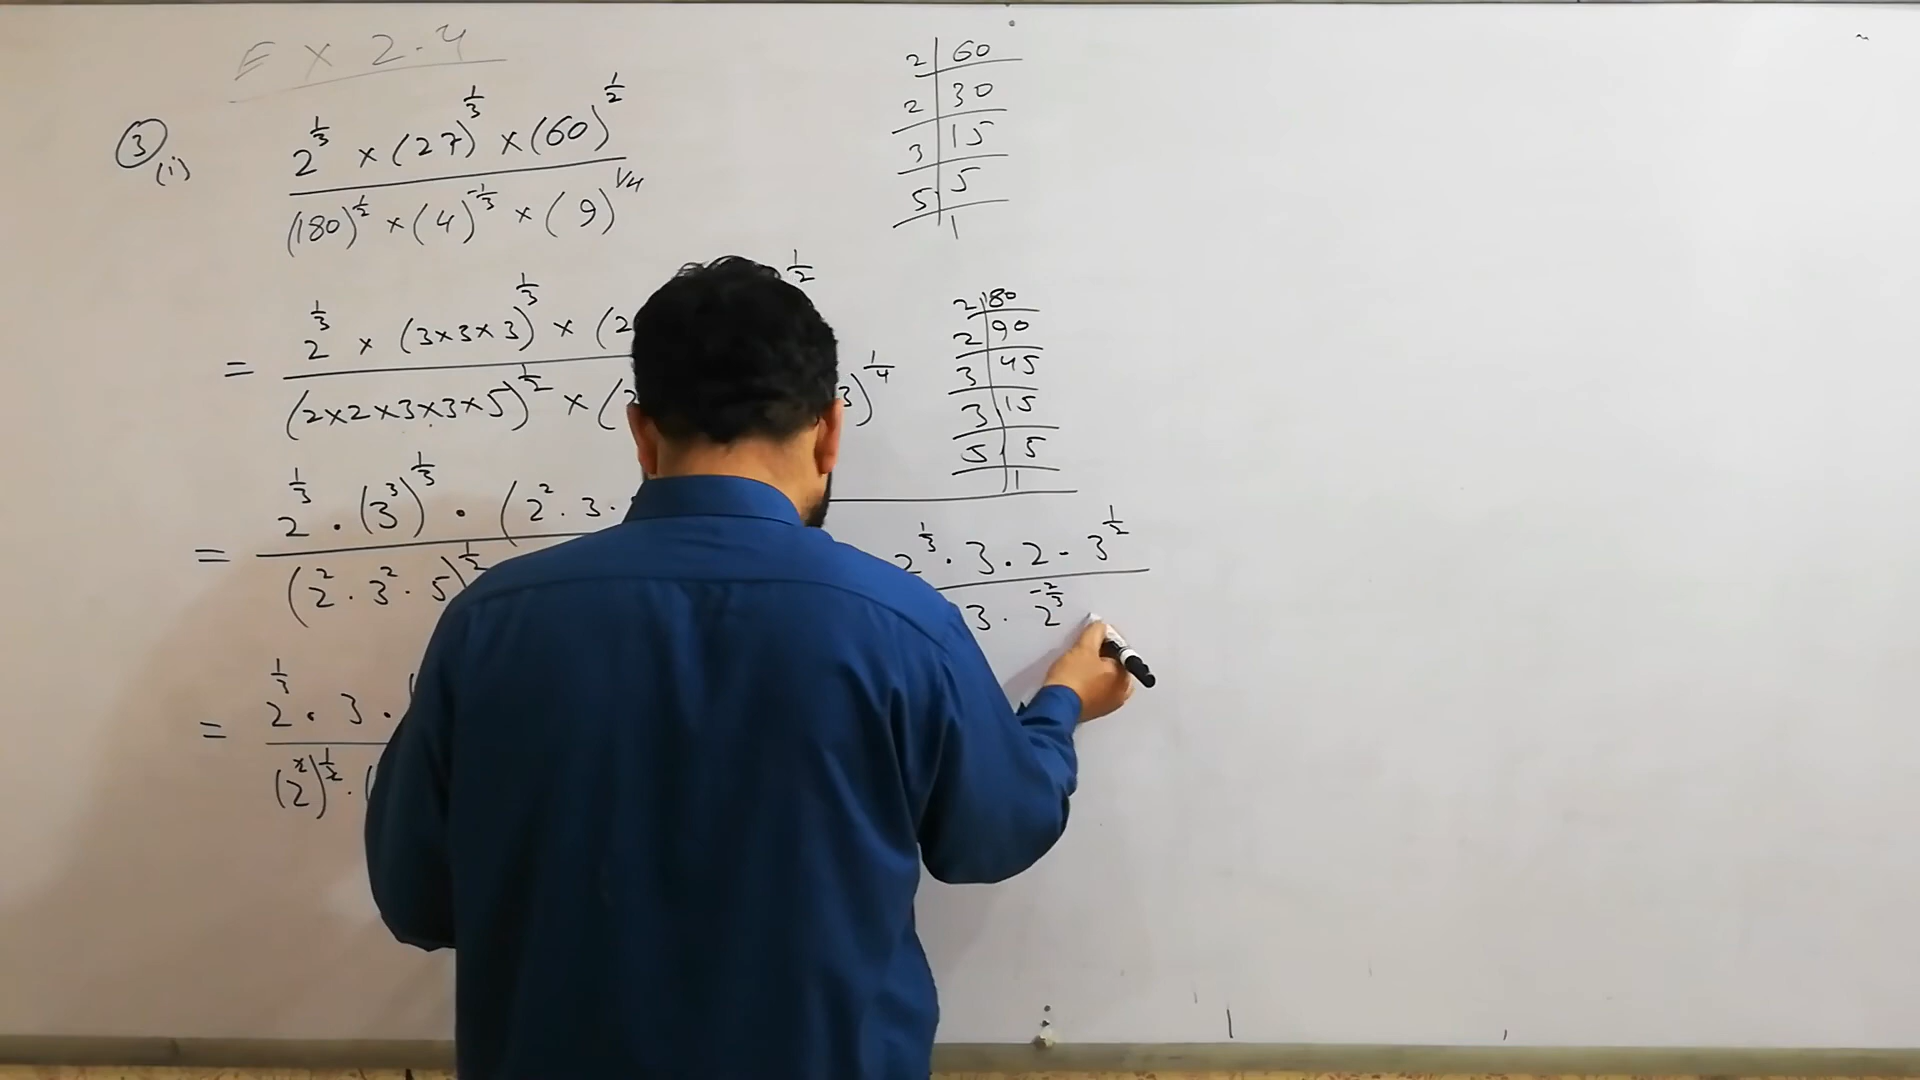 Ex 2.4
③ (i) 2^{1/3} × (27)^{1/3} × (60)^{1/2}
(180)^{1/2} × (4)^{-1/3} × (9)^{1/4}
= 2^{1/3} × (3×3×3)^{1/3} × (2 1/2
(2×2×3×3×5)^{1/2} × ( 3)^{1/4}
= 2^{1/3} · (3^3)^{1/3} · (2^2 · 3 ·
(2^2 · 3^2 · 5)^{1/2}
= 2^{1/3} · 3 ·
(2^2)^{1/2} · (
2 | 60
2 | 30
3 | 15
5 | 5
1
2 | 180
2 | 90
3 | 45
3 | 15
5 | 5
1
2^{1/3} · 3 · 2 - 3^{1/2}
3 · 2^{-2/3}